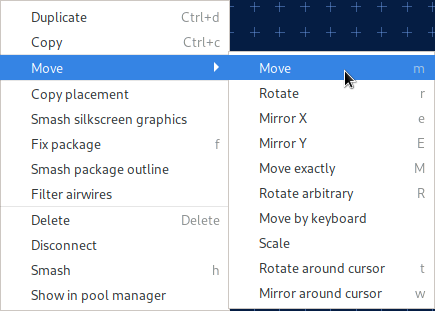 Duplicate Ctrl+d
Copy Ctrl+c
Move
Copy placement
Smash silkscreen graphics
Fix package f
Smash package outline
Filter airwires
Delete Delete
Disconnect
Smash h
Show in pool manager
Move m
Rotate r
Mirror X e
Mirror Y E
Move exactly M
Rotate arbitrary R
Move by keyboard
Scale
Rotate around cursor t
Mirror around cursor w